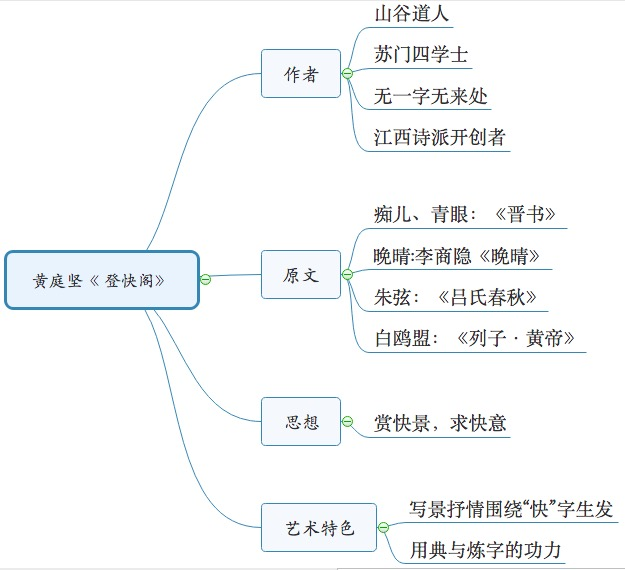 黄庭坚《 登快阁》
作者
山谷道人
苏门四学士
无一字无来处
江西诗派开创者
原文
痴儿、青眼：《晋书》
晚晴:李商隐《晚晴》
朱弦：《吕氏春秋》
白鸥盟：《列子·黄帝》
思想
赏快景，求快意
艺术特色
写景抒情围绕“快”字生发
用典与炼字的功力